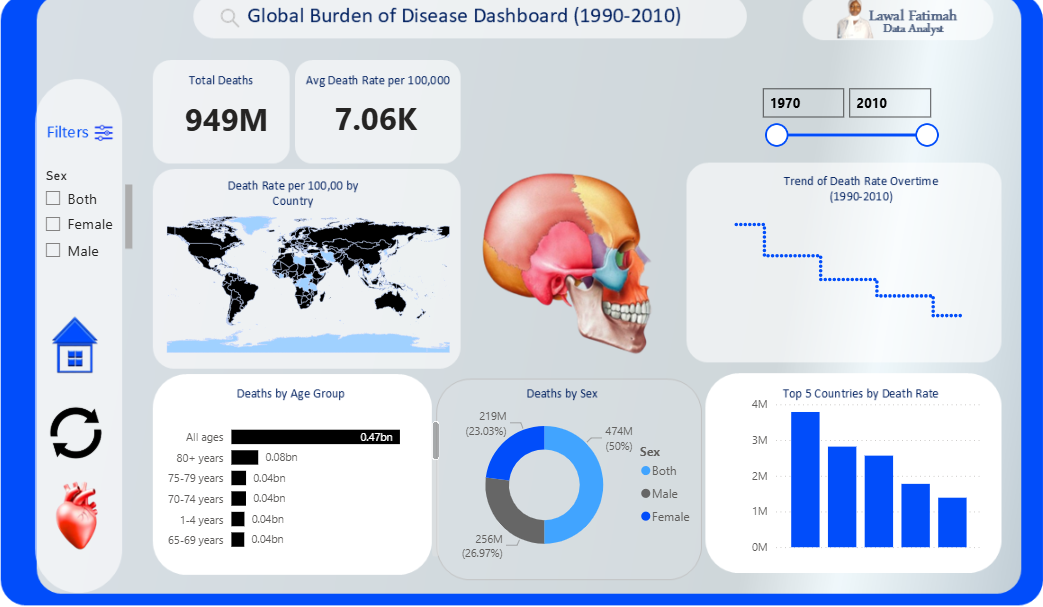 Global Burden of Disease Dashboard (1990-2010)
Lawal Fatimah
Data Analyst
Total Deaths
949M
Avg Death Rate per 100,000
7.06K
1970
2010
Filters
Sex
Both
Female
Male
Death Rate per 100,00 by
Country
Trend of Death Rate Overtime
(1990-2010)
Deaths by Age Group
All ages
0.47bn
80+ years
0.08bn
75-79 years
0.04bn
70-74 years
0.04bn
1-4 years
0.04bn
65-69 years
0.04bn
Deaths by Sex
219M
(23.03%)
474M
(50%)
256M
(26.97%)
Sex
Both
Male
Female
Top 5 Countries by Death Rate
4M
3M
2M
1M
0M